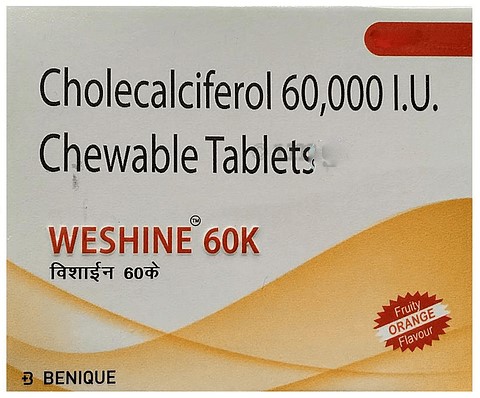 Cholecalciferol 60,000 I.U.
Chewable Tablets
WESHINE™ 60K
विशाईन 60के
Fruity
ORANGE
Flavour
BENIQUE